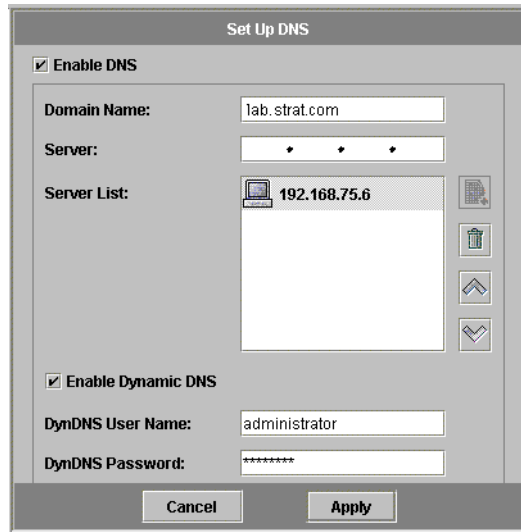 Set Up DNS
Enable DNS
Domain Name: lab.strat.com
Server: . . .
Server List: 192.168.75.6
Enable Dynamic DNS
DynDNS User Name: administrator
DynDNS Password: ********
Cancel Apply